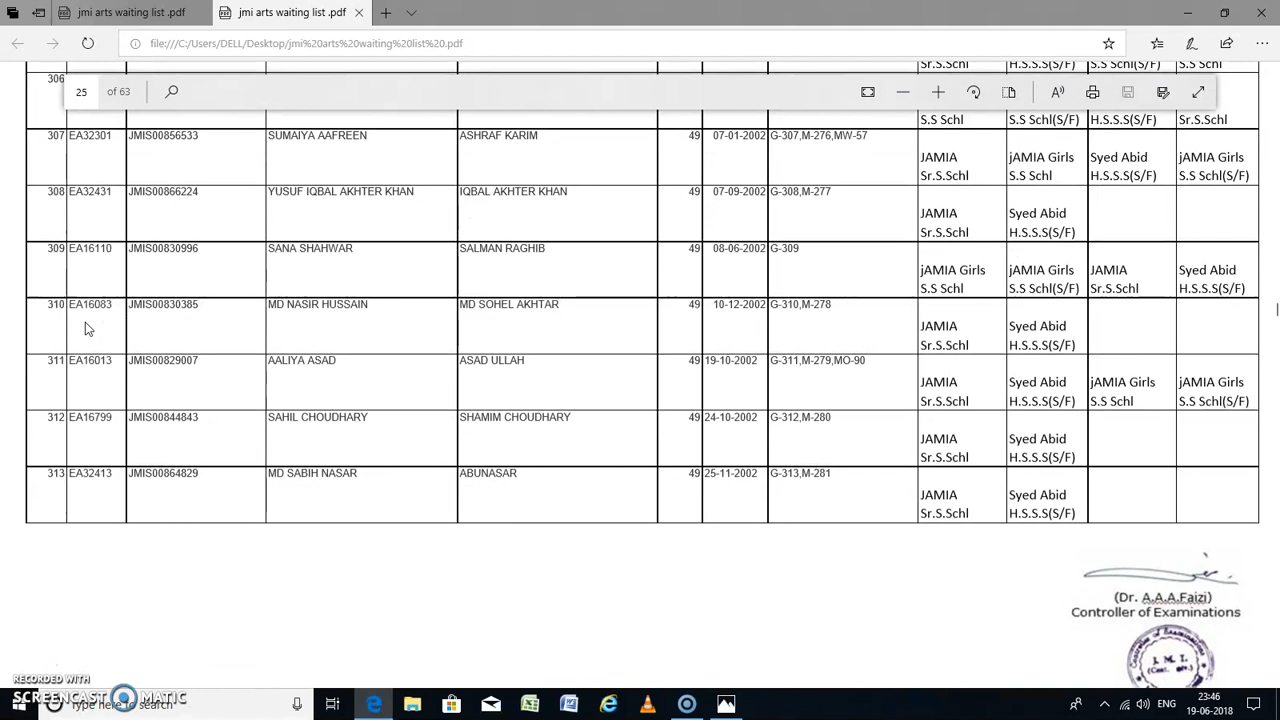 jmi arts waiting list .pdf
jmi arts waiting list .pdf
file:///C:/Users/DELL/Desktop/jmi%20arts%20waiting%20list%20.pdf
Sr.S.Schl H.S.S.S(S/F) S.S Schl(S/F) S.S Schl
306
25 of 63
S.S Schl S.S Schl(S/F) H.S.S.S(S/F) Sr.S.Schl
307 EA32301 JMIS00856533 SUMAIYA AAFREEN ASHRAF KARIM 49 07-01-2002 G-307,M-276,MW-57
JAMIA jAMIA Girls Syed Abid jAMIA Girls
Sr.S.Schl S.S Schl H.S.S.S(S/F) S.S Schl(S/F)
308 EA32431 JMIS00866224 YUSUF IQBAL AKHTER KHAN IQBAL AKHTER KHAN 49 07-09-2002 G-308,M-277
JAMIA Syed Abid
Sr.S.Schl H.S.S.S(S/F)
309 EA16110 JMIS00830996 SANA SHAHWAR SALMAN RAGHIB 49 08-06-2002 G-309
jAMIA Girls jAMIA Girls JAMIA Syed Abid
S.S Schl S.S Schl(S/F) Sr.S.Schl H.S.S.S(S/F)
310 EA16083 JMIS00830385 MD NASIR HUSSAIN MD SOHEL AKHTAR 49 10-12-2002 G-310,M-278
JAMIA Syed Abid
Sr.S.Schl H.S.S.S(S/F)
311 EA16013 JMIS00829007 AALIYA ASAD ASAD ULLAH 49 19-10-2002 G-311,M-279,MO-90
JAMIA Syed Abid jAMIA Girls jAMIA Girls
Sr.S.Schl H.S.S.S(S/F) S.S Schl S.S Schl(S/F)
312 EA16799 JMIS00844843 SAHIL CHOUDHARY SHAMIM CHOUDHARY 49 24-10-2002 G-312,M-280
JAMIA Syed Abid
Sr.S.Schl H.S.S.S(S/F)
313 EA32413 JMIS00864829 MD SABIH NASAR ABUNASAR 49 25-11-2002 G-313,M-281
JAMIA Syed Abid
Sr.S.Schl H.S.S.S(S/F)
(Dr. A.A.A.Faizi)
Controller of Examinations
J. M. I.
RECORDED WITH
SCREENCAST MATIC
Type here to search
ENG
23:46
19-06-2018